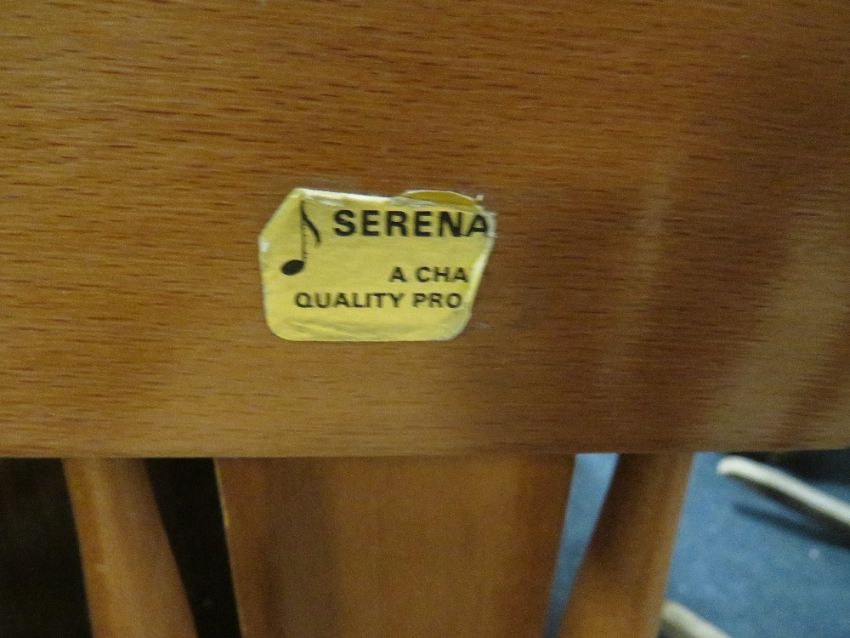 SERENA
A CHA
QUALITY PRO